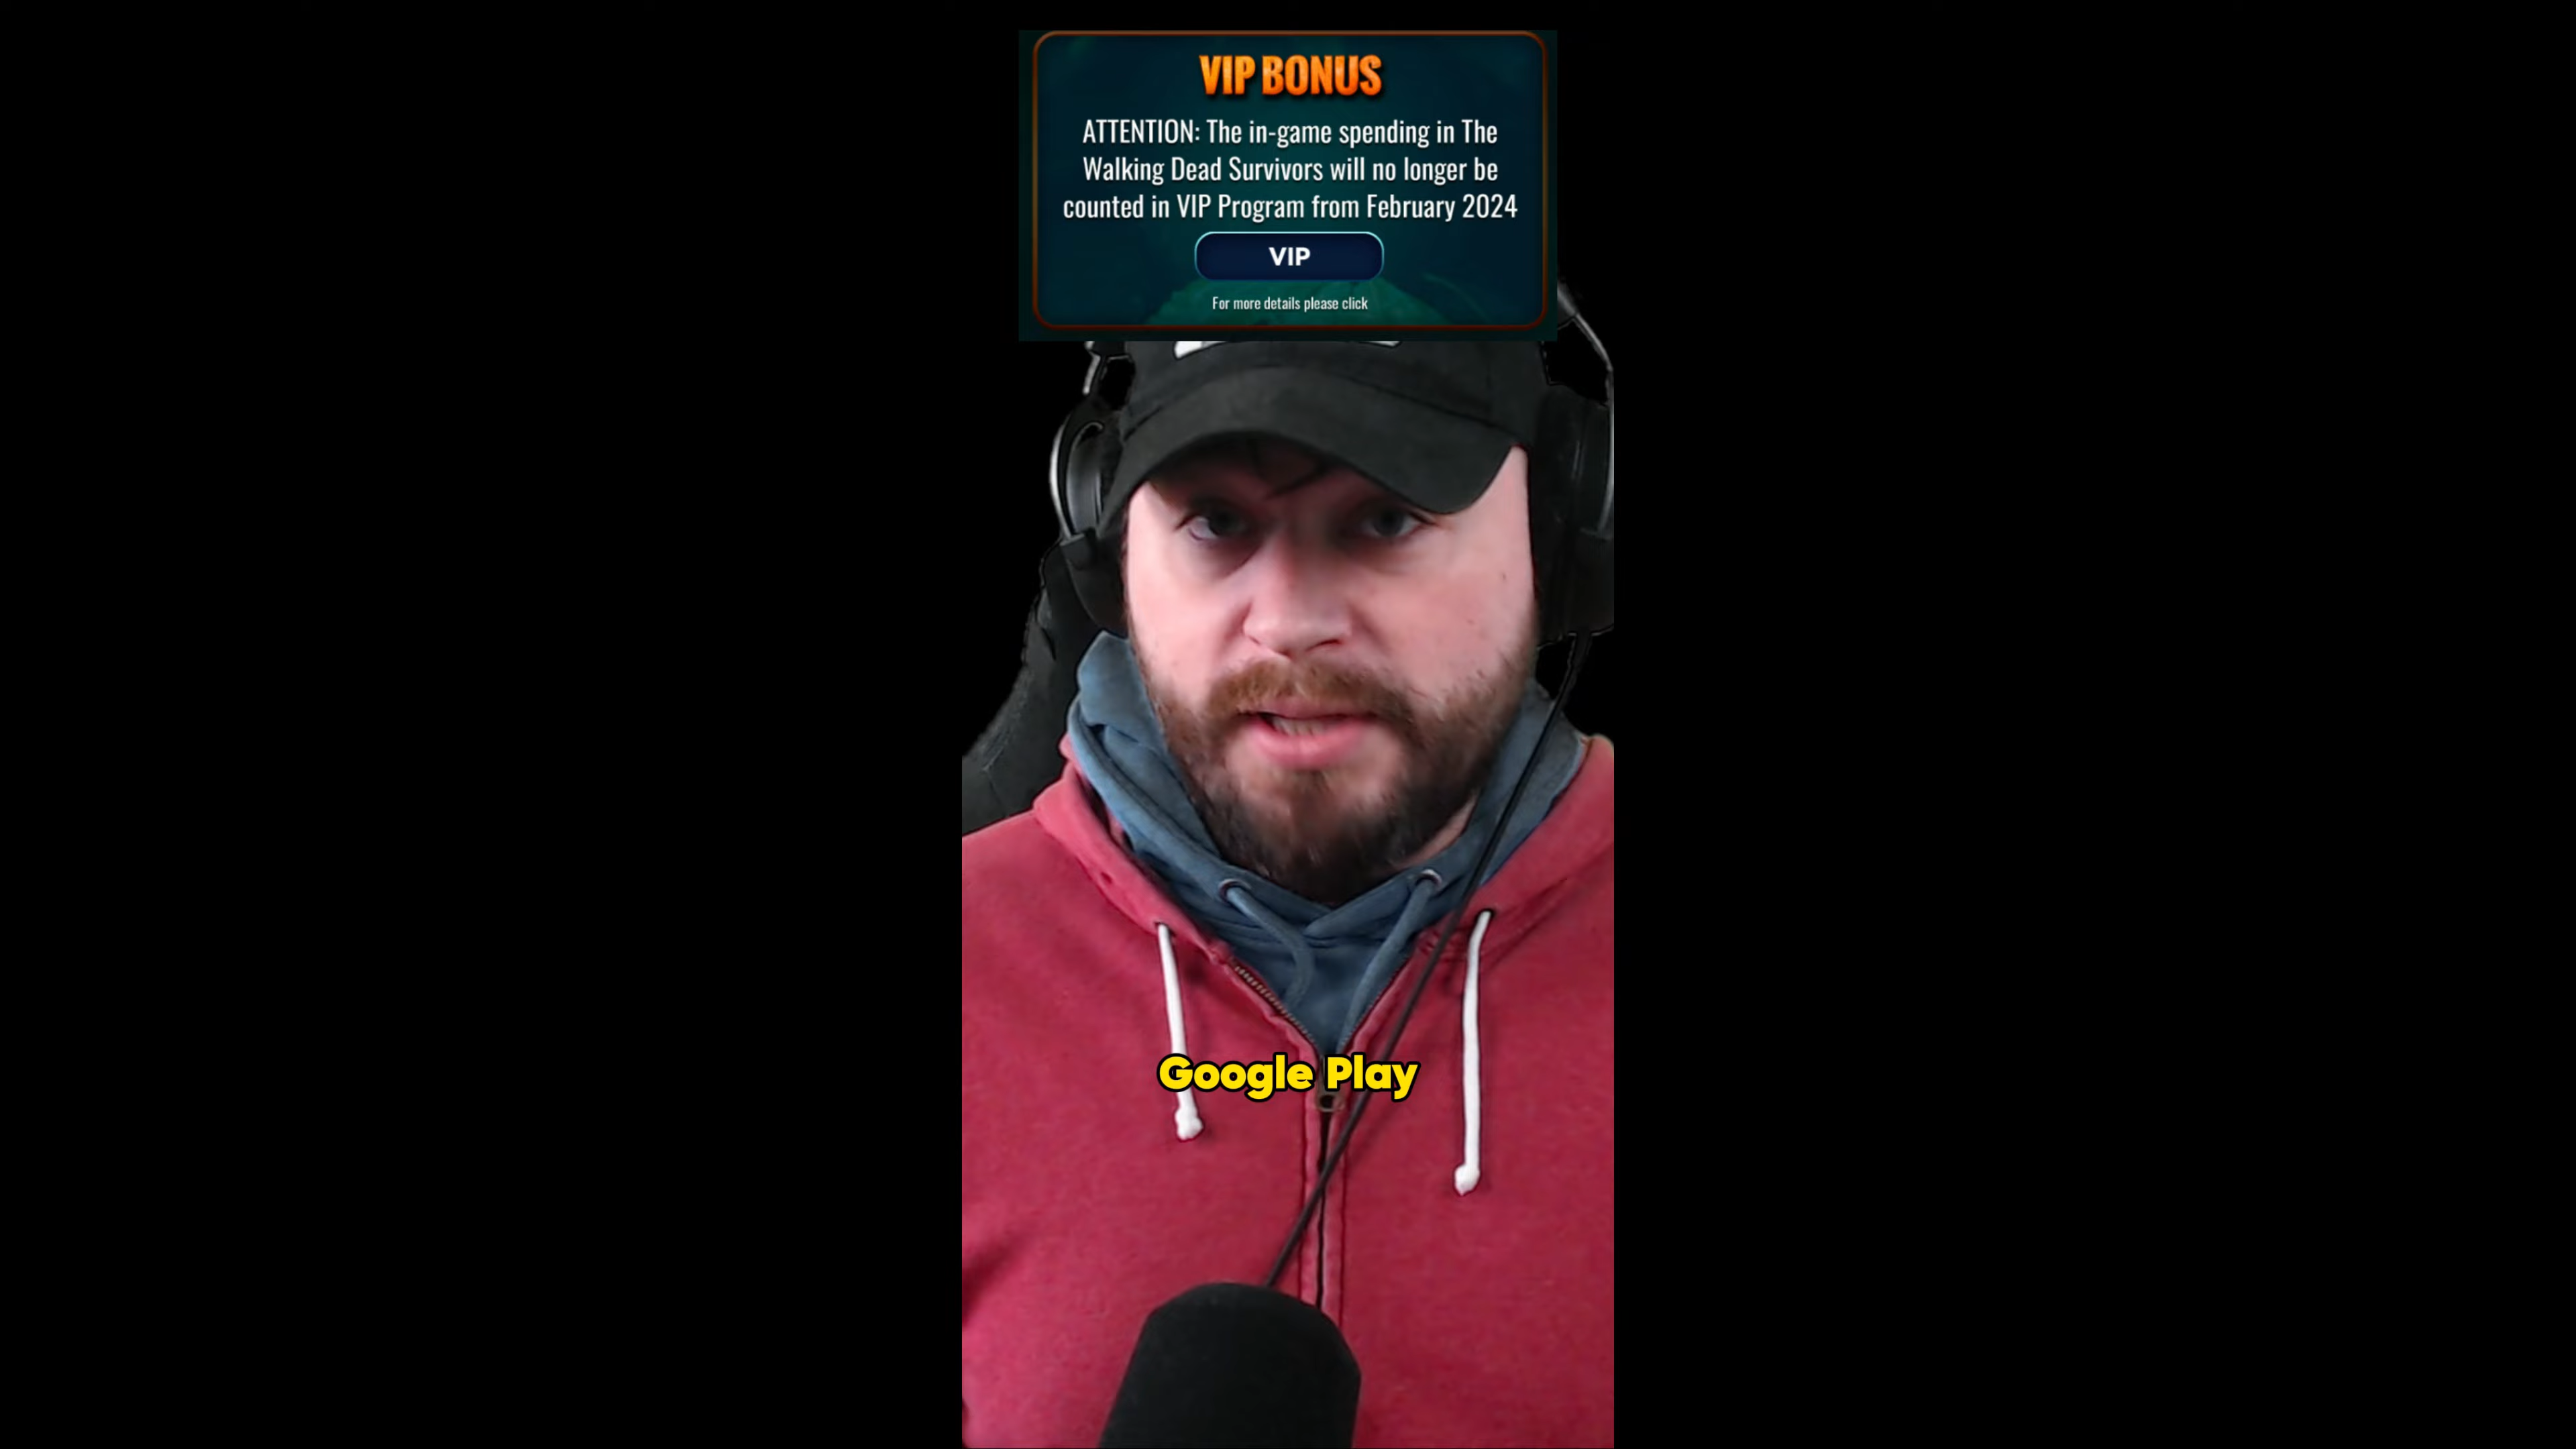 VIP BONUS
ATTENTION: The in-game spending in The
Walking Dead Survivors will no longer be
counted in VIP Program from February 2024
VIP
For more details please click
Google Play